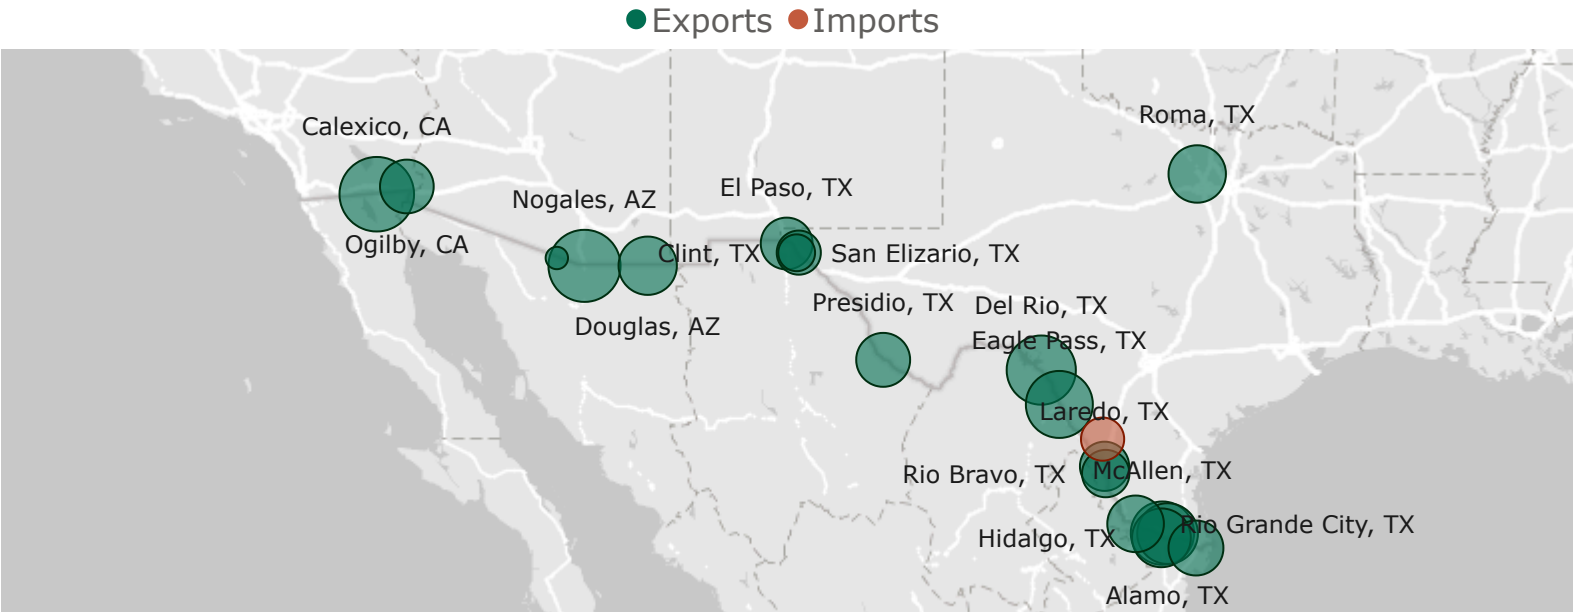 Exports Imports
Roma, TX
Calexico, CA
El Paso, TX
Nogales, AZ
Ogilby, CA
Clint, TX
San Elizario, TX
Presidio, TX
Del Rio, TX
Douglas, AZ
Eagle Pass, TX
Laredo, TX
McAllen, TX
Rio Bravo, TX
Rio Grande City, TX
Hidalgo, TX
Alamo, TX